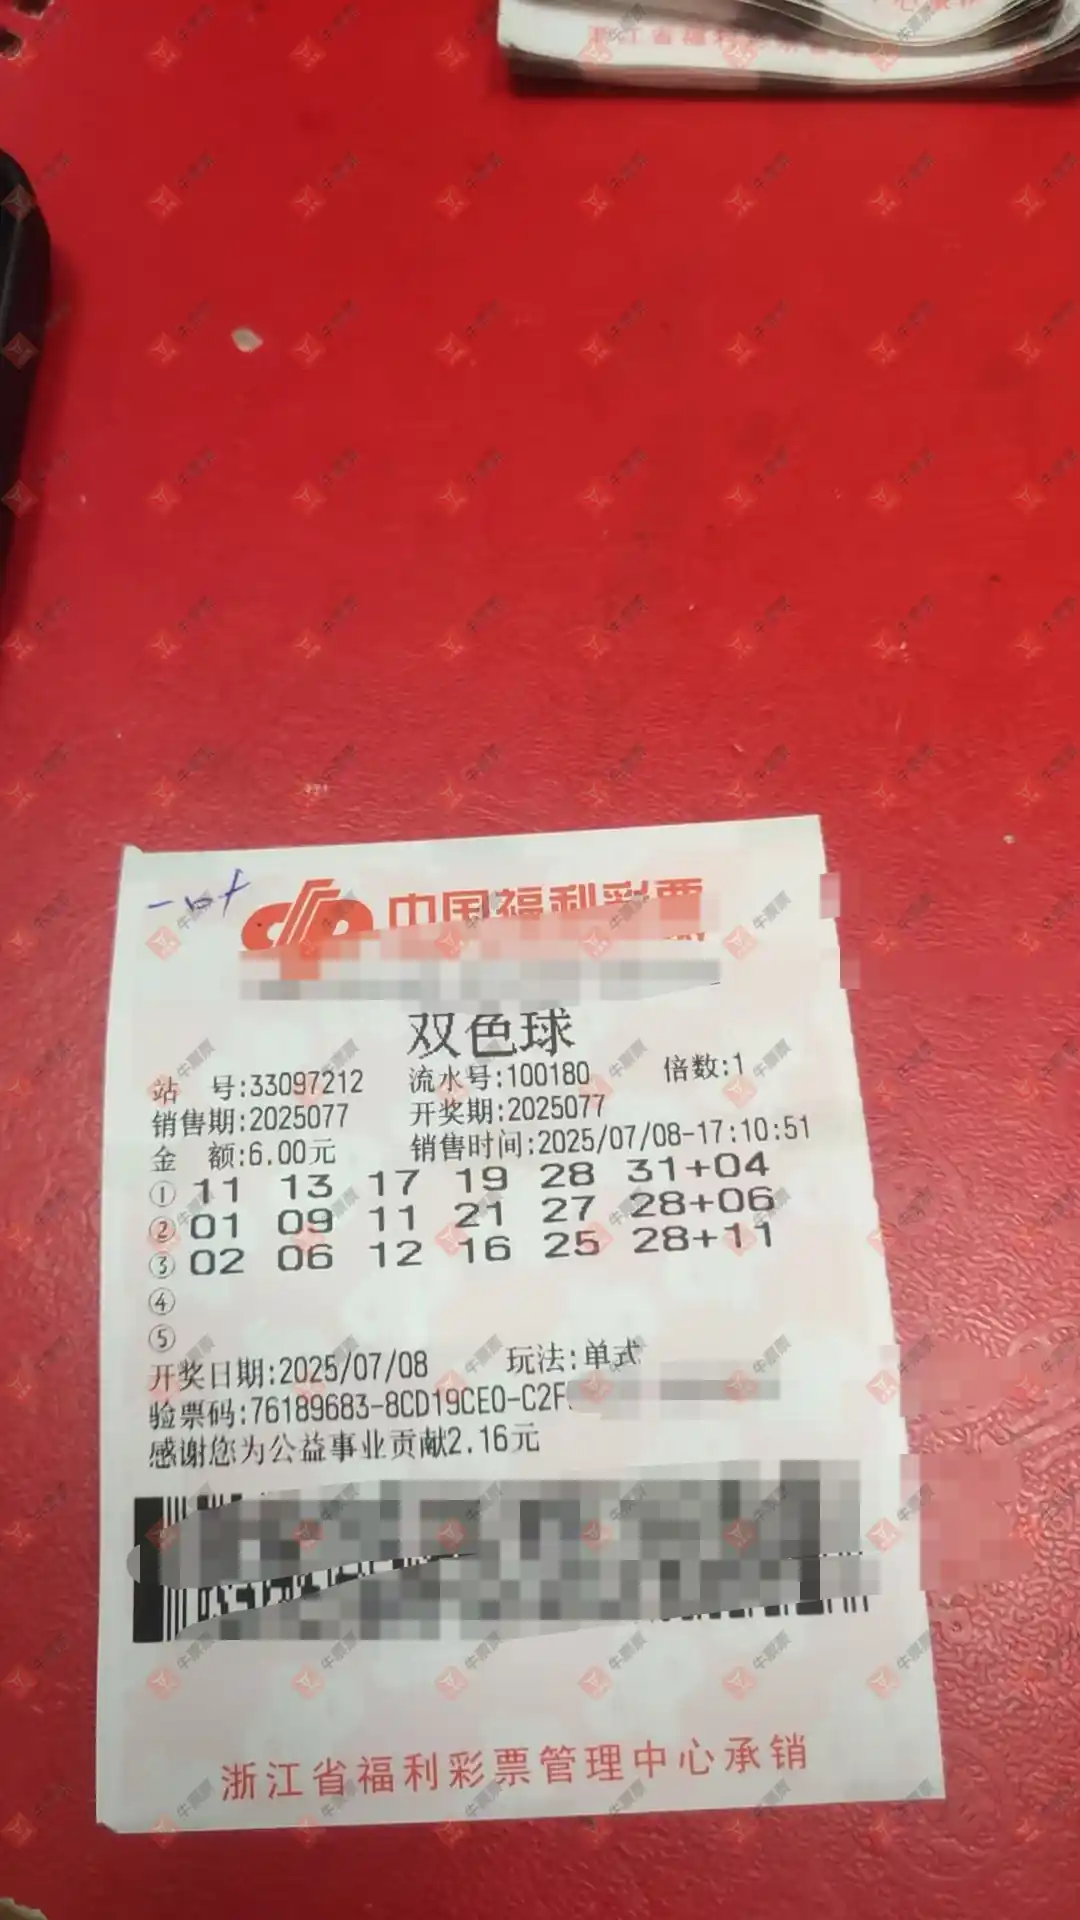 中国福利彩票
双色球
站 号:33097212 流水号:100180 倍数:1
销售期:2025077 开奖期:2025077
金 额:6.00元 销售时间:2025/07/08-17:10:51
① 11 13 17 19 28 31+04
② 01 09 11 21 27 28+06
③ 02 06 12 16 25 28+11
④
⑤
开奖日期:2025/07/08 玩法:单式
验票码:76189683-8CD19CE0-C2F
感谢您为公益事业贡献2.16元
浙江省福利彩票管理中心承销
牛票票